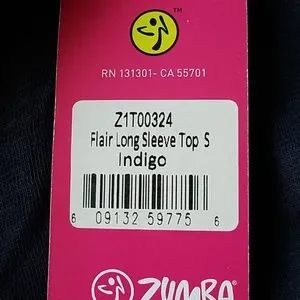 TM
RN 131301- CA 55701
Z1T00324
Flair Long Sleeve Top S
Indigo
6 09132 59775 6
ZUMBA